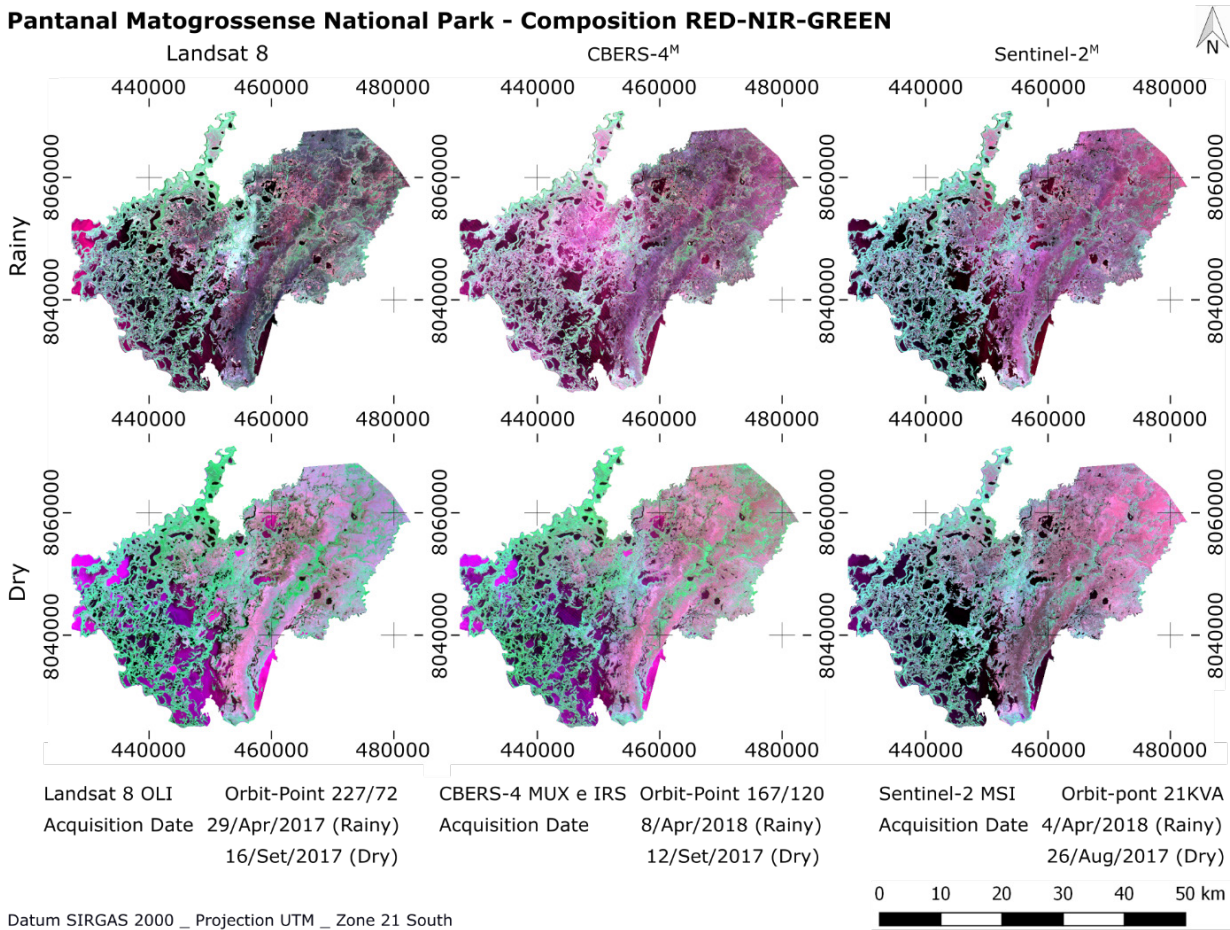 Pantanal Matogrossense National Park - Composition RED-NIR-GREEN
N
Landsat 8 CBERS-4ᴹ Sentinel-2ᴹ
440000 460000 480000 440000 460000 480000 440000 460000 480000
Rainy
8060000 8060000 8060000 8060000
8040000 8040000 8040000 8040000
440000 460000 480000 440000 460000 480000 440000 460000 480000
Dry
8060000 8060000 8060000 8060000
8040000 8040000 8040000 8040000
440000 460000 480000 440000 460000 480000 440000 460000 480000
Landsat 8 OLI Orbit-Point 227/72 CBERS-4 MUX e IRS Orbit-Point 167/120 Sentinel-2 MSI Orbit-pont 21KVA
Acquisition Date 29/Apr/2017 (Rainy) Acquisition Date 8/Apr/2018 (Rainy) Acquisition Date 4/Apr/2018 (Rainy)
16/Set/2017 (Dry) 12/Set/2017 (Dry) 26/Aug/2017 (Dry)
0 10 20 30 40 50 km
Datum SIRGAS 2000 _ Projection UTM _ Zone 21 South